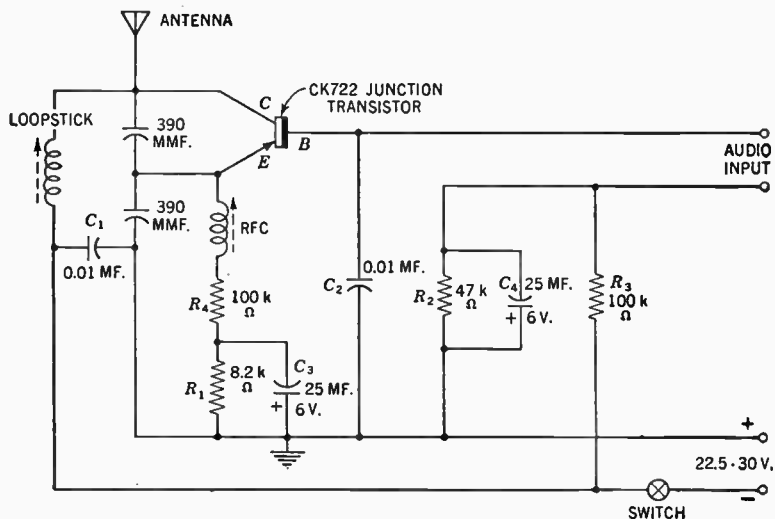 ANTENNA
CK722 JUNCTION
TRANSISTOR
LOOPSTICK
390
MMF.
C
E
B
AUDIO
INPUT
390
MMF.
RFC
C1
0.01 MF.
R4
100 k
Ω
C2
0.01 MF.
R2
47 k
Ω
C4
25 MF.
+
6 V.
R3
100 k
Ω
R1
8.2 k
Ω
C3
25 MF.
+
6 V.
+
22.5-30 V.
−
SWITCH